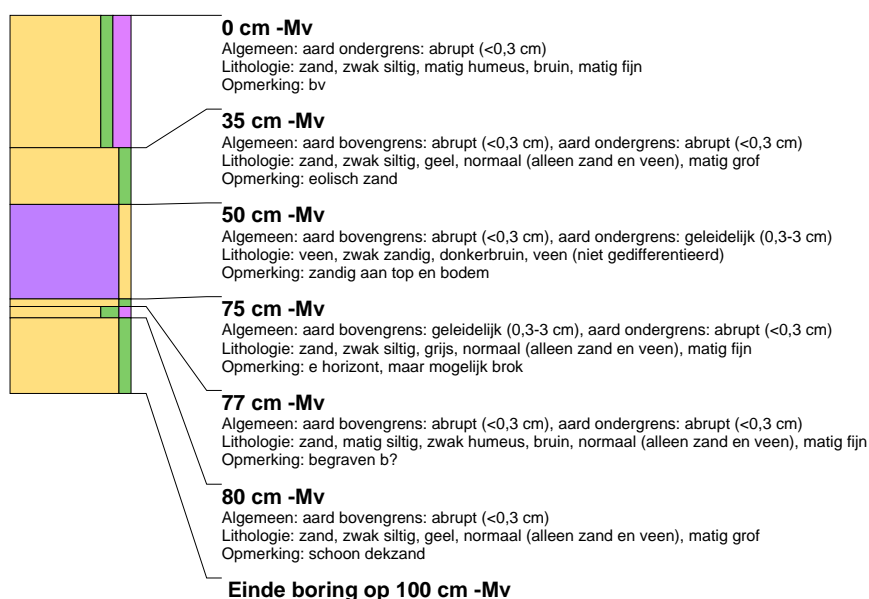 0 cm -Mv
Algemeen: aard ondergrens: abrupt (<0,3 cm)
Lithologie: zand, zwak siltig, matig humeus, bruin, matig fijn
Opmerking: bv
35 cm -Mv
Algemeen: aard bovengrens: abrupt (<0,3 cm), aard ondergrens: abrupt (<0,3 cm)
Lithologie: zand, zwak siltig, geel, normaal (alleen zand en veen), matig grof
Opmerking: eolisch zand
50 cm -Mv
Algemeen: aard bovengrens: abrupt (<0,3 cm), aard ondergrens: geleidelijk (0,3-3 cm)
Lithologie: veen, zwak zandig, donkerbruin, veen (niet gedifferentieerd)
Opmerking: zandig aan top en bodem
75 cm -Mv
Algemeen: aard bovengrens: geleidelijk (0,3-3 cm), aard ondergrens: abrupt (<0,3 cm)
Lithologie: zand, zwak siltig, grijs, normaal (alleen zand en veen), matig fijn
Opmerking: e horizont, maar mogelijk brok
77 cm -Mv
Algemeen: aard bovengrens: abrupt (<0,3 cm), aard ondergrens: abrupt (<0,3 cm)
Lithologie: zand, matig siltig, zwak humeus, bruin, normaal (alleen zand en veen), matig fijn
Opmerking: begraven b?
80 cm -Mv
Algemeen: aard bovengrens: abrupt (<0,3 cm)
Lithologie: zand, zwak siltig, geel, normaal (alleen zand en veen), matig grof
Opmerking: schoon dekzand
Einde boring op 100 cm -Mv